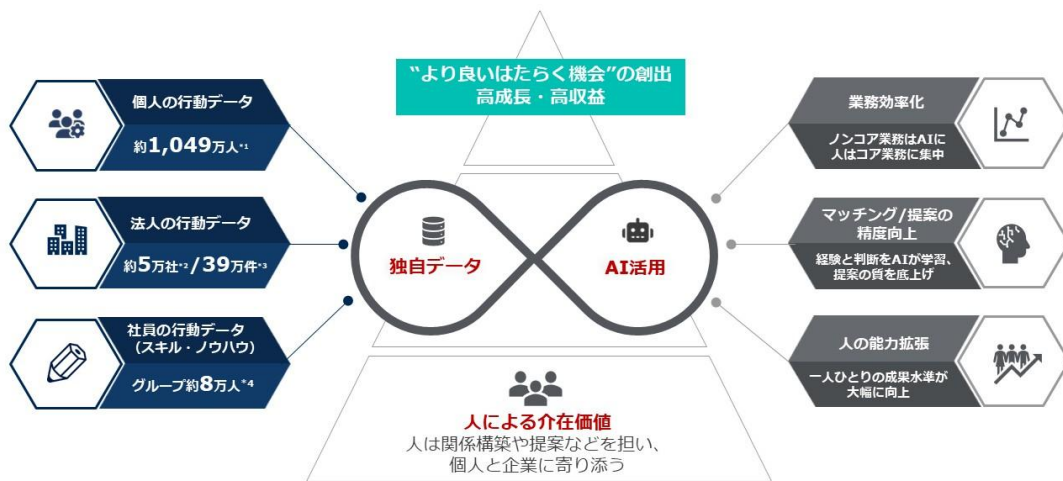 “より良いはたらく機会”の創出
高成長・高収益
個人の行動データ
約1,049万人*1
法人の行動データ
約5万社*2/39万件*3
社員の行動データ
（スキル・ノウハウ）
グループ約8万人*4
独自データ
AI活用
業務効率化
ノンコア業務はAIに
人はコア業務に集中
マッチング/提案の
精度向上
経験と判断をAIが学習、
提案の質を底上げ
人の能力拡張
一人ひとりの成果水準が
大幅に向上
人による介在価値
人は関係構築や提案などを担い、
個人と企業に寄り添う